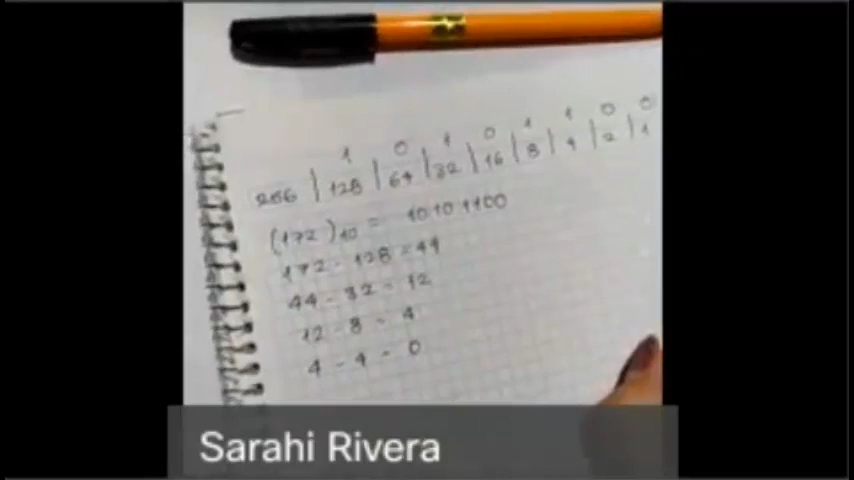 1 0 1 0 1 1 0 0
256 | 128 | 64 | 32 | 16 | 8 | 4 | 2 | 1
(172)10 = 10101100
172 - 128 = 44
44 - 32 = 12
12 - 8 = 4
4 - 4 = 0
Sarahi Rivera